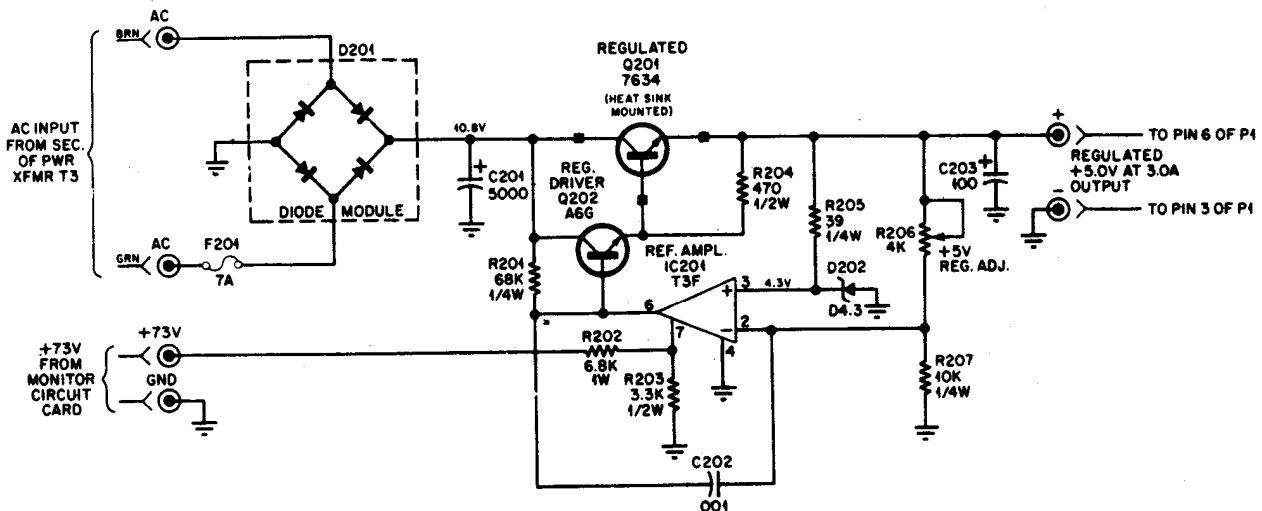 AC
BRN
D201
AC INPUT
FROM SEC.
OF PWR
XFMR T3
DIODE MODULE
AC
GRN
F201
7A
10.8V
+
C201
5000
REGULATED
Q201
7634
(HEAT SINK
MOUNTED)
REG.
DRIVER
Q202
A6G
R204
470
1/2W
R205
39
1/4W
R206
4K
+5V
REG. ADJ.
C203
100
+
+
TO PIN 6 OF P1
REGULATED
+5.0V AT 3.0A
OUTPUT
-
TO PIN 3 OF P1
R201
68K
1/4W
REF. AMPL.
IC201
T3F
+
3
4.3V
D202
D4.3
6
7
-
2
4
+73V
FROM
MONITOR
CIRCUIT
CARD
+73V
GND
R202
6.8K
1W
R203
3.3K
1/2W
R207
10K
1/4W
C202
001